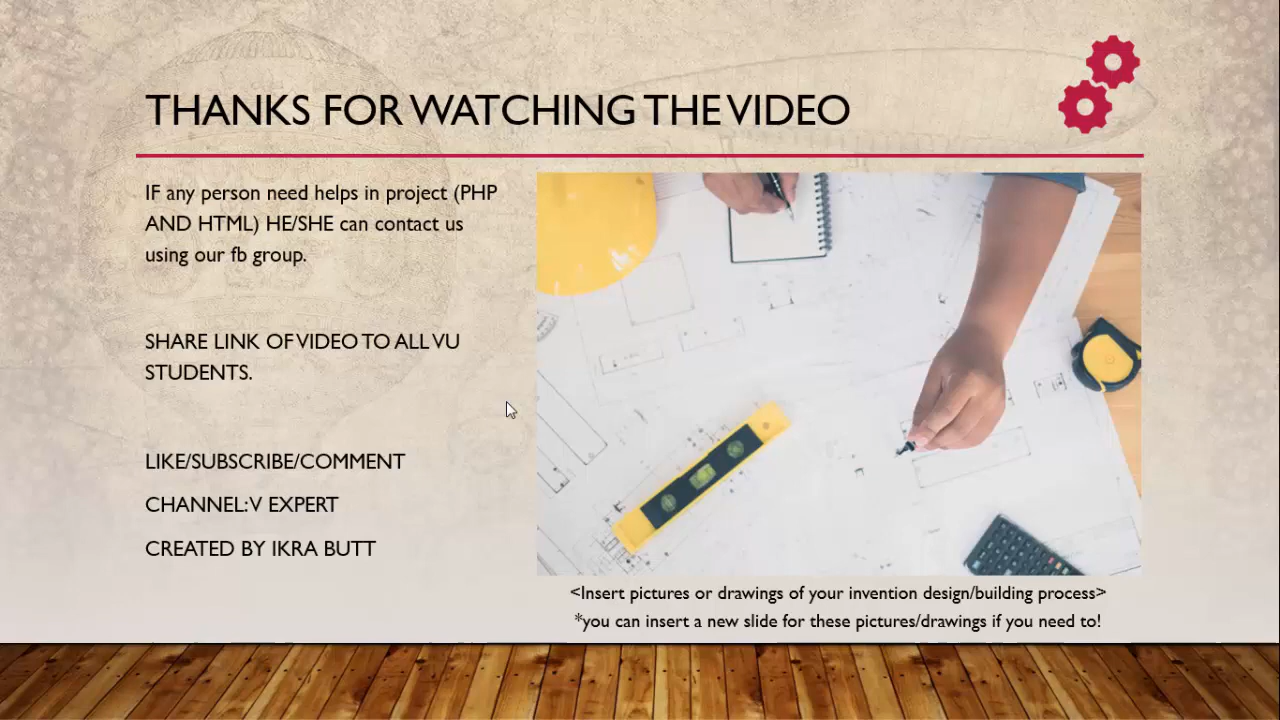 THANKS FOR WATCHING THE VIDEO
IF any person need helps in project (PHP
AND HTML) HE/SHE can contact us
using our fb group.
SHARE LINK OF VIDEO TO ALL VU
STUDENTS.
LIKE/SUBSCRIBE/COMMENT
CHANNEL:V EXPERT
CREATED BY IKRA BUTT
<Insert pictures or drawings of your invention design/building process>
*you can insert a new slide for these pictures/drawings if you need to!